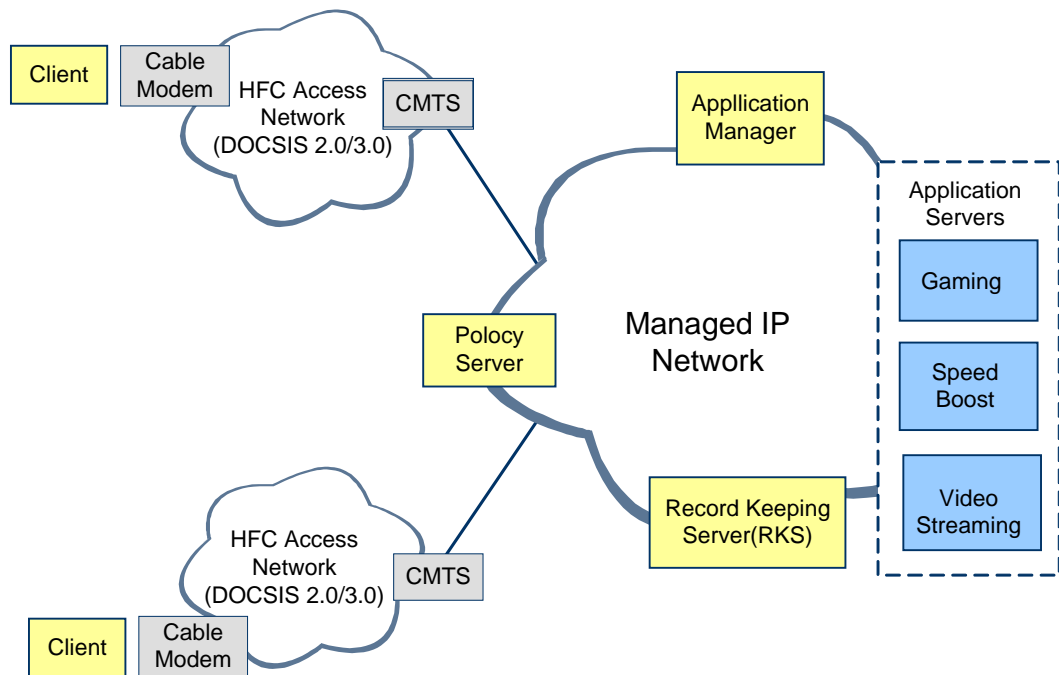 Client
Cable
Modem
HFC Access
Network
(DOCSIS 2.0/3.0)
CMTS
Appllication
Manager
Application
Servers
Gaming
Speed
Boost
Video
Streaming
Managed IP
Network
Polocy
Server
Record Keeping
Server(RKS)
HFC Access
Network
(DOCSIS 2.0/3.0)
CMTS
Client
Cable
Modem